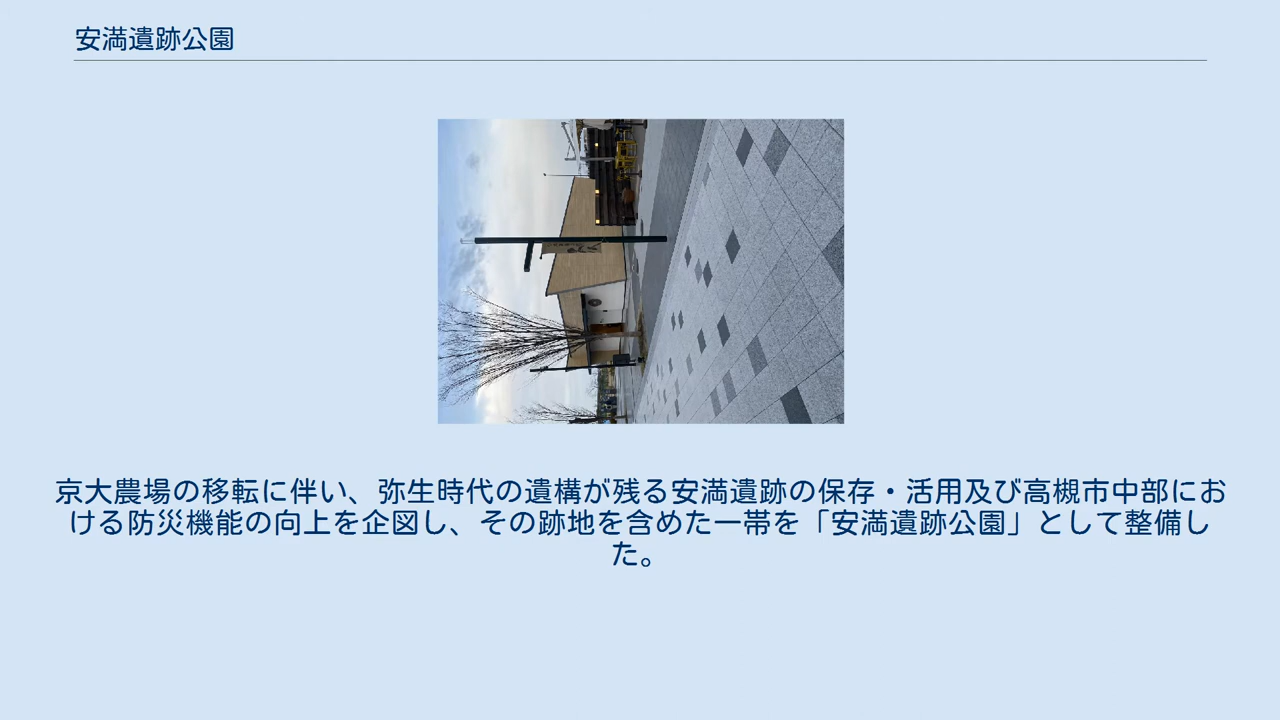 安満遺跡公園
京大農場の移転に伴い、弥生時代の遺構が残る安満遺跡の保存・活用及び高槻市中部にお
ける防災機能の向上を企図し、その跡地を含めた一帯を「安満遺跡公園」として整備し
た。